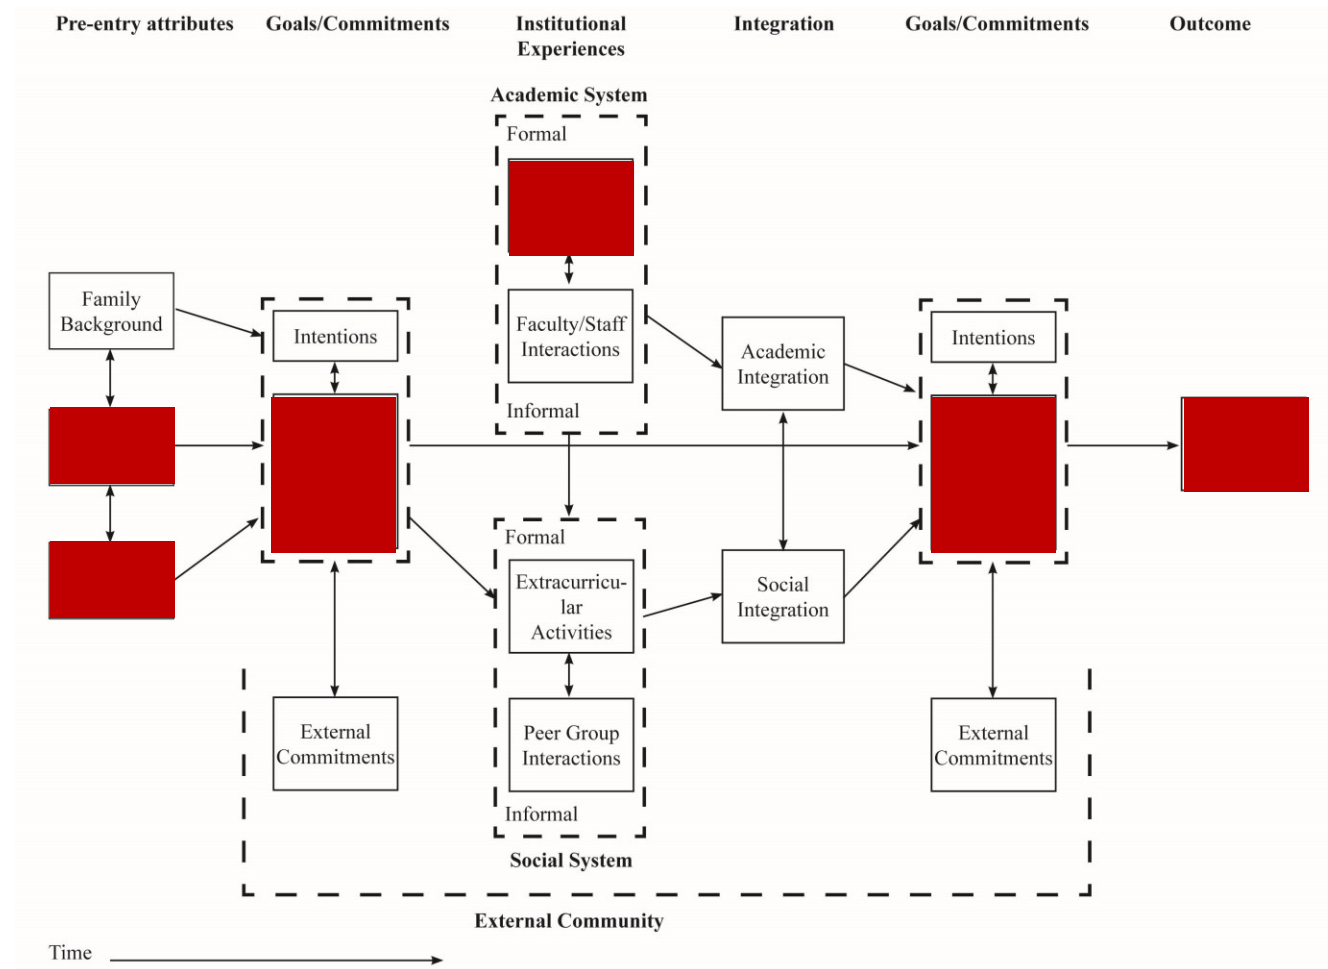 Pre-entry attributes
Goals/Commitments
Institutional
Experiences
Integration
Goals/Commitments
Outcome
Academic System
Formal
Family
Background
Intentions
Faculty/Staff
Interactions
Informal
Academic
Integration
Intentions
Formal
Extracurricu-
lar
Activities
Social
Integration
External
Commitments
Peer Group
Interactions
Informal
External
Commitments
Social System
External Community
Time